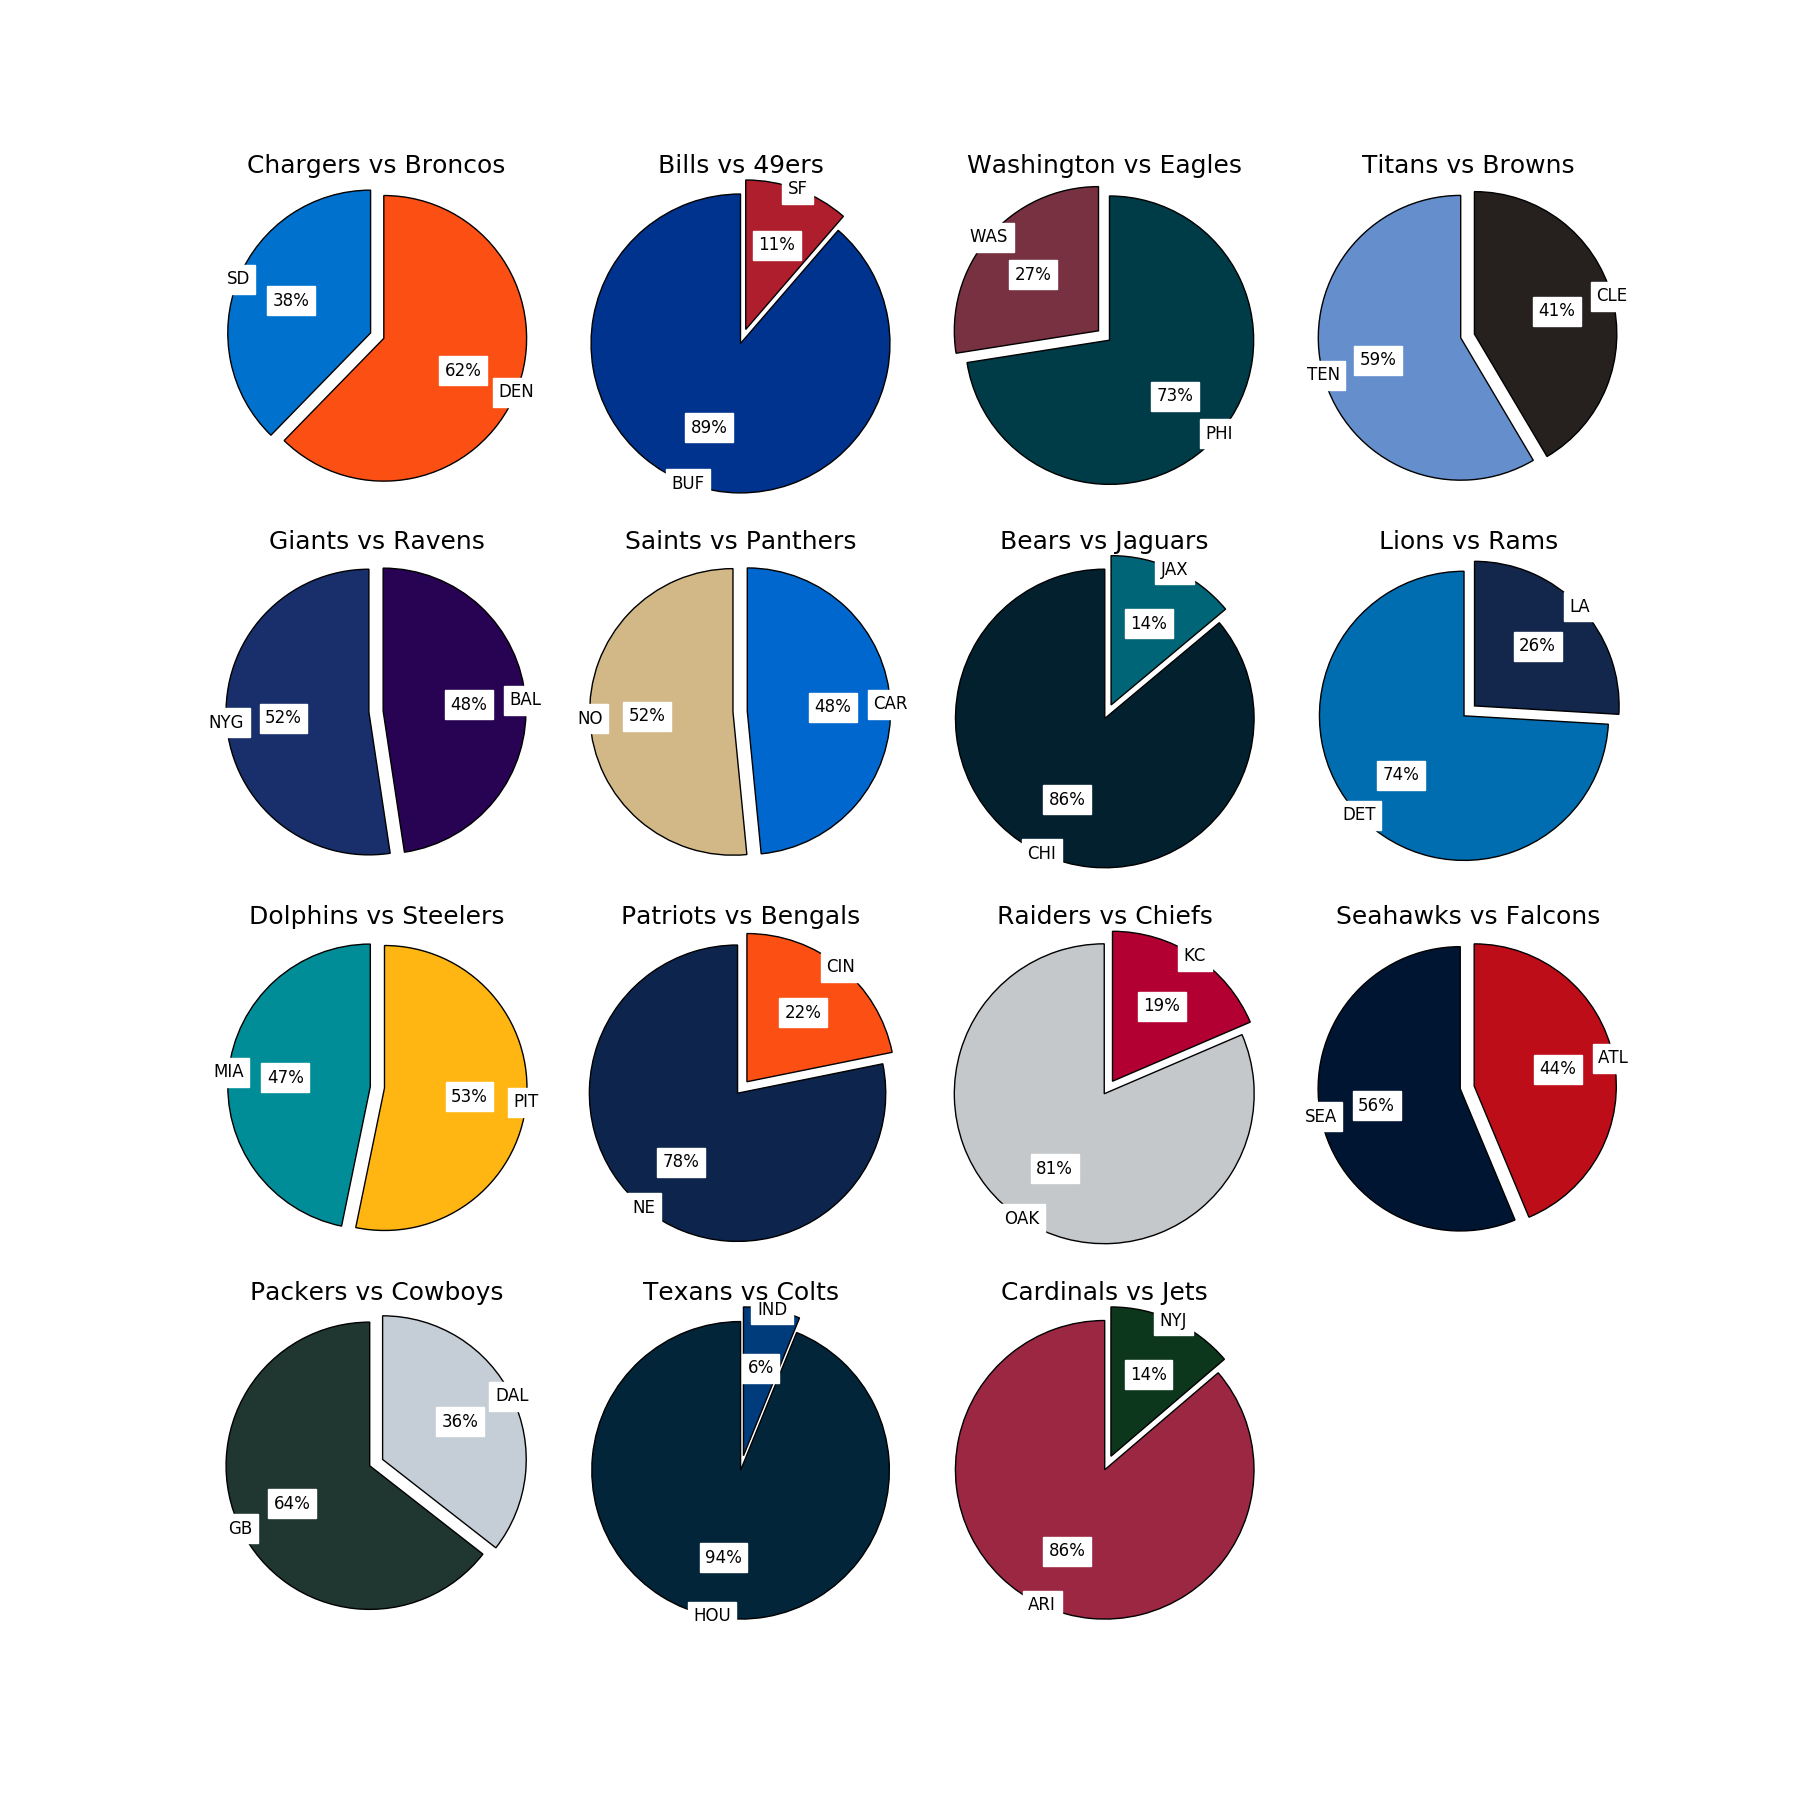 Chargers vs Broncos
SD
38%
62%
DEN
Bills vs 49ers
SF
11%
89%
BUF
Washington vs Eagles
WAS
27%
73%
PHI
Titans vs Browns
CLE
41%
59%
TEN
Giants vs Ravens
NYG
52%
48%
BAL
Saints vs Panthers
NO
52%
48%
CAR
Bears vs Jaguars
JAX
14%
86%
CHI
Lions vs Rams
LA
26%
74%
DET
Dolphins vs Steelers
MIA
47%
53%
PIT
Patriots vs Bengals
CIN
22%
78%
NE
Raiders vs Chiefs
KC
19%
81%
OAK
Seahawks vs Falcons
ATL
44%
56%
SEA
Packers vs Cowboys
DAL
36%
64%
GB
Texans vs Colts
IND
6%
94%
HOU
Cardinals vs Jets
NYJ
14%
86%
ARI